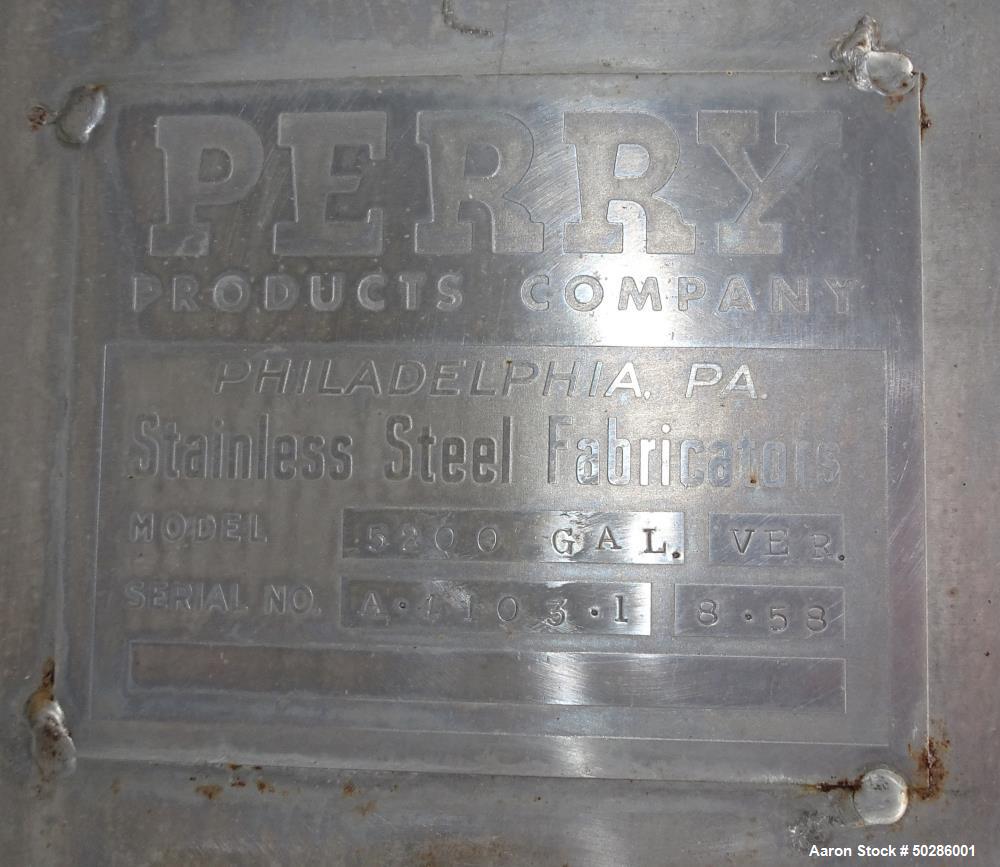 PERRY
PRODUCTS COMPANY
PHILADELPHIA, PA.
Stainless Steel Fabricators
MODEL 5200 GAL. VER.
SERIAL NO. A·4103·1 8·58
Aaron Stock # 50286001